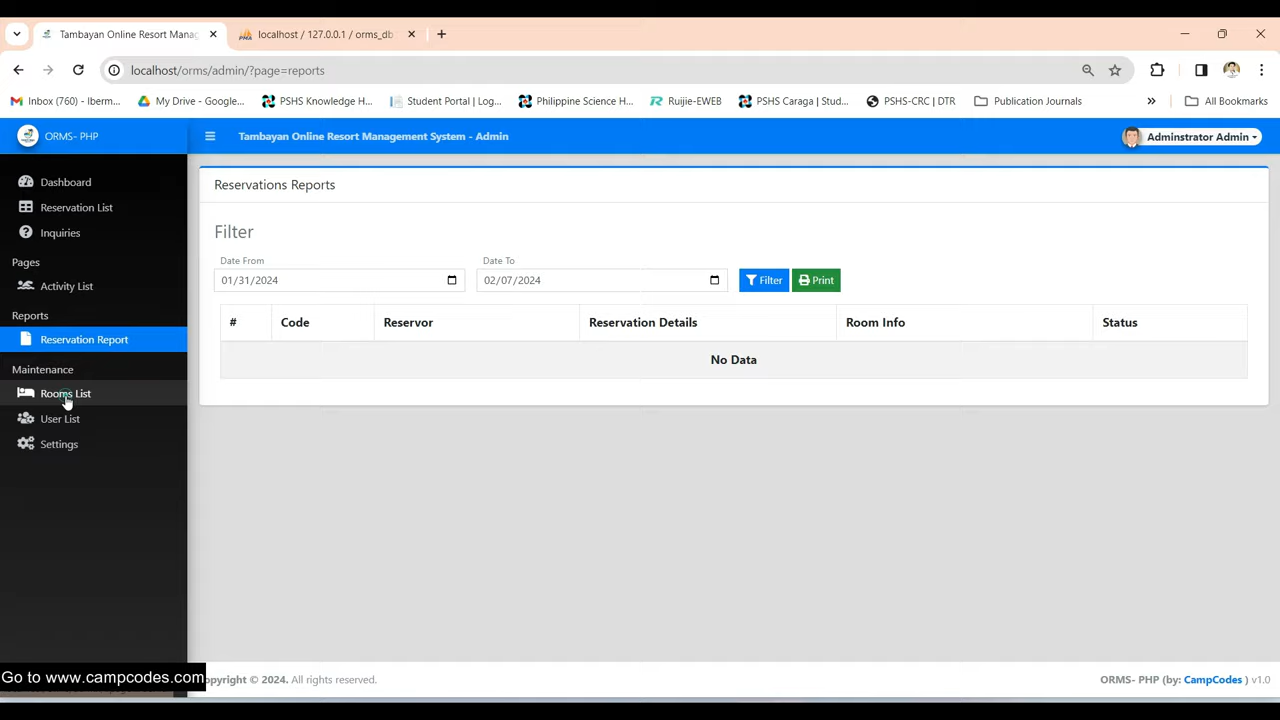 Tambayan Online Resort Manag
localhost / 127.0.0.1 / orms_db
localhost/orms/admin/?page=reports
Inbox (760) - lberm...
My Drive - Google...
PSHS Knowledge H...
Student Portal | Log...
Philippine Science H...
Ruijie-EWEB
PSHS Caraga | Stud...
PSHS-CRC | DTR
Publication Journals
»
All Bookmarks
ORMS- PHP
Tambayan Online Resort Management System - Admin
Adminstrator Admin
Dashboard
Reservation List
Inquiries
Pages
Activity List
Reports
Reservation Report
Maintenance
Rooms List
User List
Settings
Reservations Reports
Filter
Date From
Date To
01/31/2024
02/07/2024
Filter
Print
# Code Reservor Reservation Details Room Info Status
No Data
Go to www.campcodes.com
opyright © 2024. All rights reserved.
ORMS- PHP (by: CampCodes ) v1.0